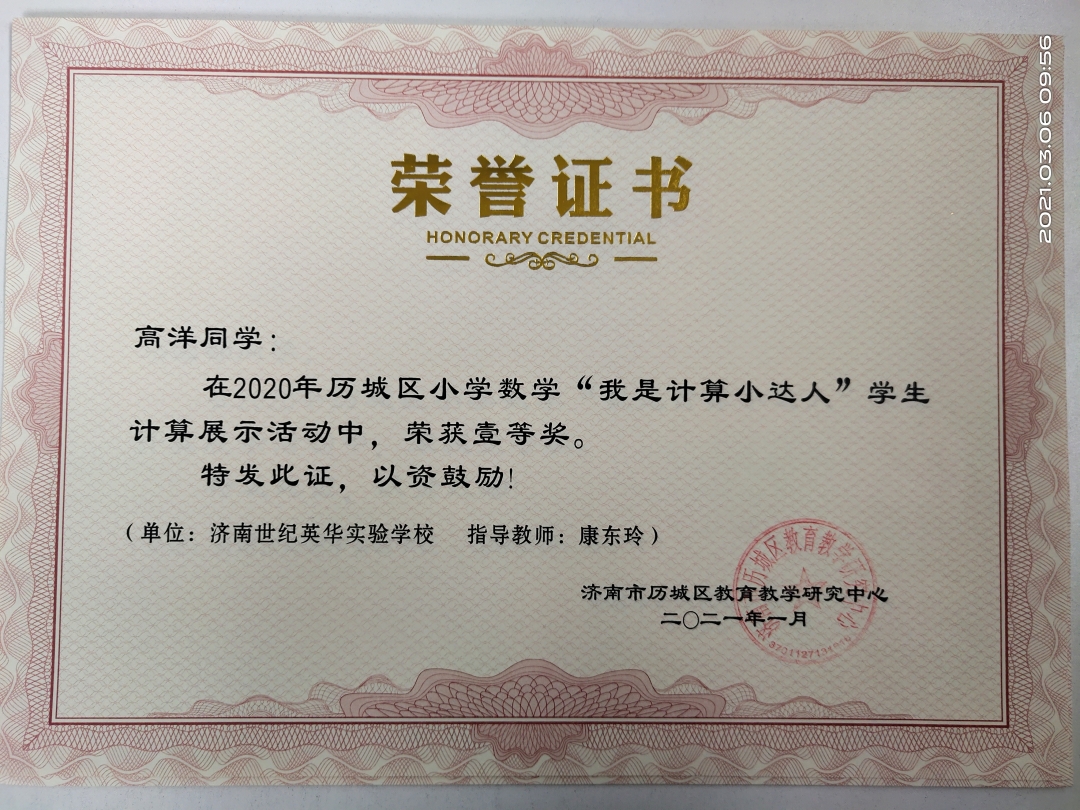 荣誉证书
HONORARY CREDENTIAL
高洋同学：
在2020年历城区小学数学“我是计算小达人”学生
计算展示活动中，荣获壹等奖。
特发此证，以资鼓励！
（单位：济南世纪英华实验学校 指导教师：康东玲）
济南市历城区教育教学研究中心
二〇二一年一月
2021.03.06 09:56